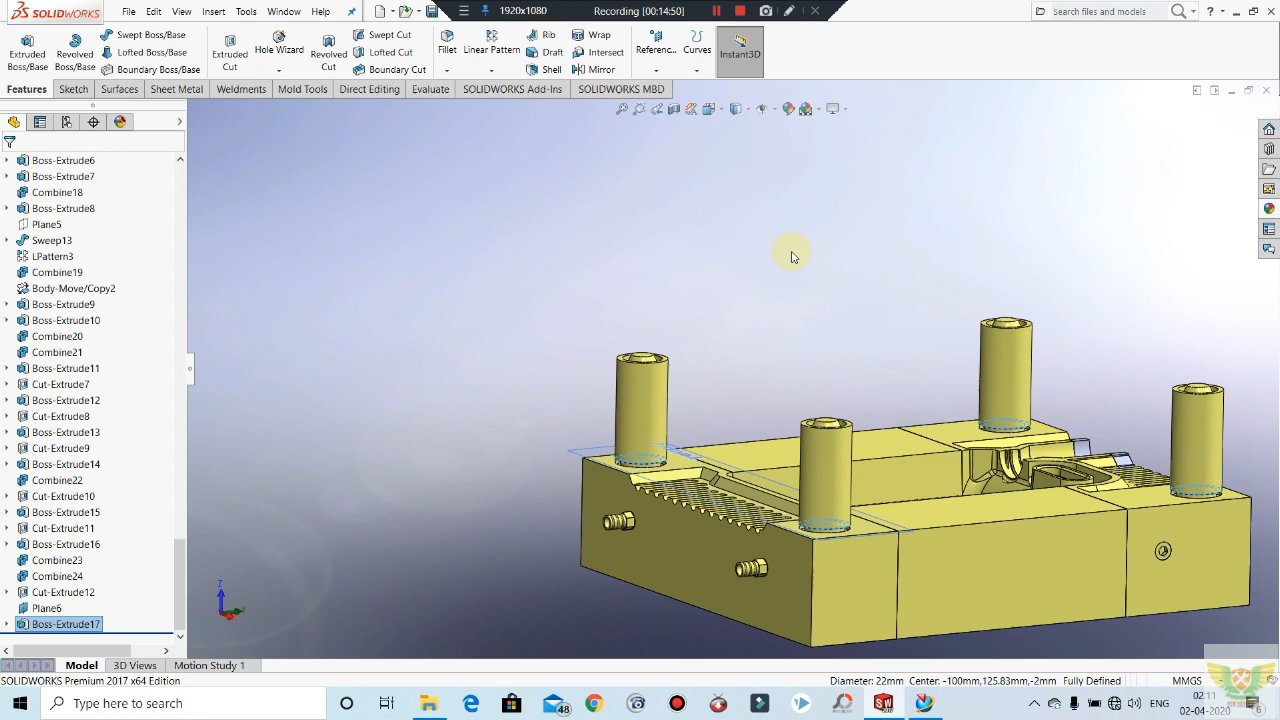 SOLIDWORKS
File
Edit
View
Insert
Tools
Window
Help
1920x1080
Recording [00:14:50]
Search files and models
Extruded Boss/Base
Revolved Boss/Base
Swept Boss/Base
Lofted Boss/Base
Boundary Boss/Base
Extruded Cut
Hole Wizard
Revolved Cut
Swept Cut
Lofted Cut
Boundary Cut
Fillet
Linear Pattern
Rib
Draft
Shell
Wrap
Intersect
Mirror
Referenc...
Curves
Instant3D
Features
Sketch
Surfaces
Sheet Metal
Weldments
Mold Tools
Direct Editing
Evaluate
SOLIDWORKS Add-Ins
SOLIDWORKS MBD
Boss-Extrude6
Boss-Extrude7
Combine18
Boss-Extrude8
Plane5
Sweep13
LPattern3
Combine19
Body-Move/Copy2
Boss-Extrude9
Boss-Extrude10
Combine20
Combine21
Boss-Extrude11
Cut-Extrude7
Boss-Extrude12
Cut-Extrude8
Boss-Extrude13
Cut-Extrude9
Boss-Extrude14
Combine22
Cut-Extrude10
Boss-Extrude15
Cut-Extrude11
Boss-Extrude16
Combine23
Combine24
Cut-Extrude12
Plane6
Boss-Extrude17
Z
Model
3D Views
Motion Study 1
SOLIDWORKS Premium 2017 x64 Edition
Diameter: 22mm Center: -100mm,125.83mm,-2mm Fully Defined
MMGS
Type here to search
48
SW
ENG
02:11
02-04-2020
6